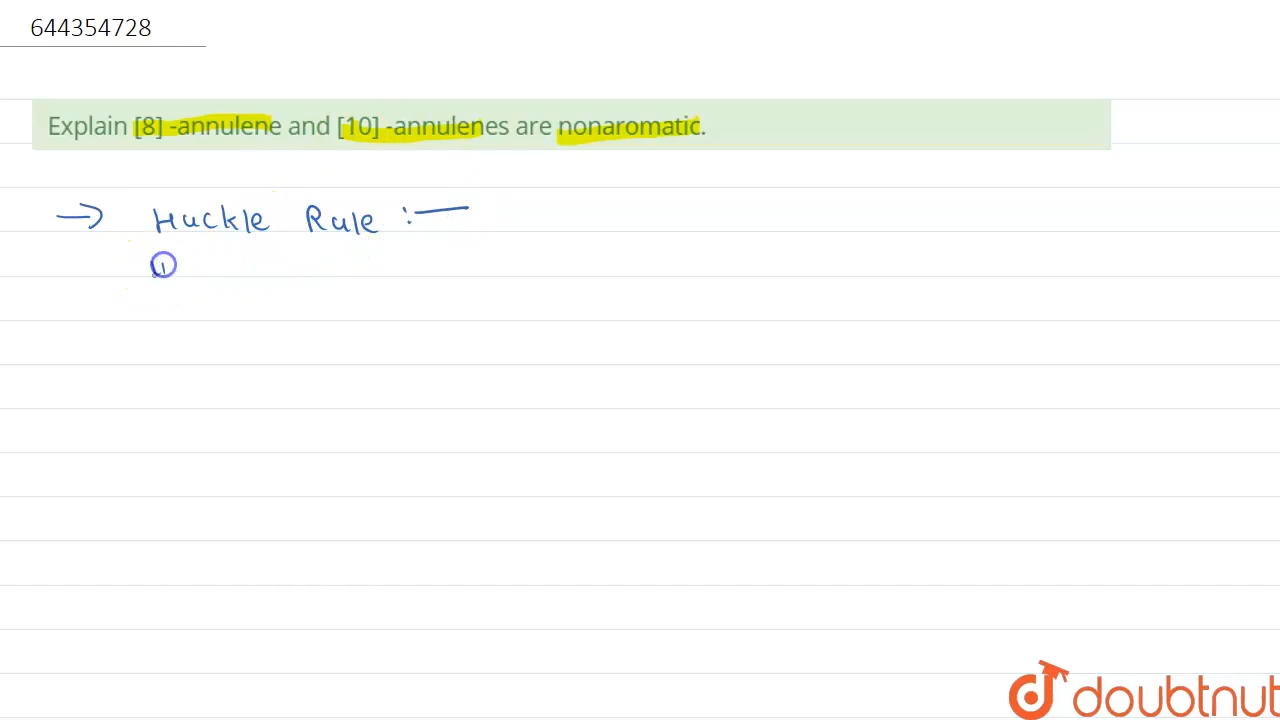 644354728
Explain [8] -annulene and [10] -annulenes are nonaromatic.
→ Huckle Rule :—
①
doubtnut